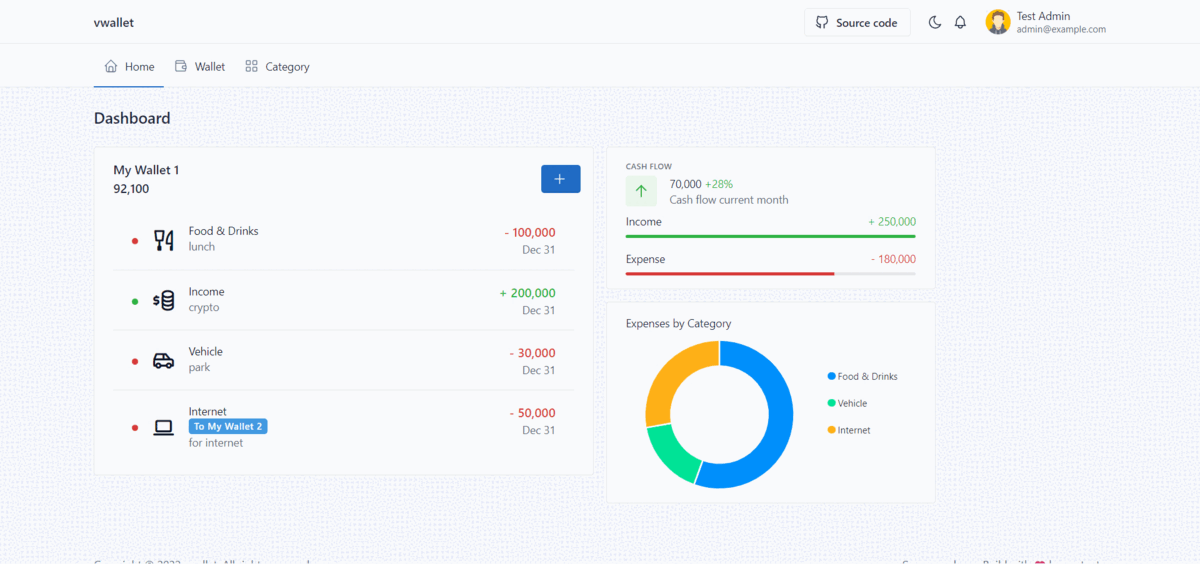 vwallet
Source code
Test Admin
admin@example.com
Home
Wallet
Category
Dashboard
My Wallet 1
92,100
+
Food & Drinks
lunch
- 100,000
Dec 31
Income
crypto
+ 200,000
Dec 31
Vehicle
park
- 30,000
Dec 31
Internet
To My Wallet 2
for internet
- 50,000
Dec 31
CASH FLOW
70,000 +28%
Cash flow current month
Income
+ 250,000
Expense
- 180,000
Expenses by Category
Food & Drinks
Vehicle
Internet